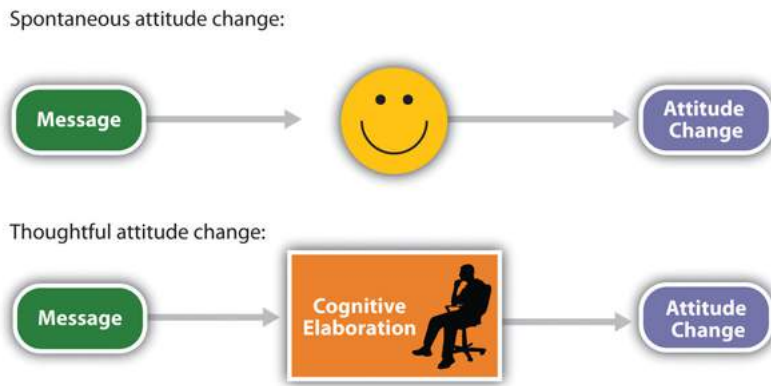 Spontaneous attitude change:
Message
Attitude
Change
Thoughtful attitude change:
Message
Cognitive
Elaboration
Attitude
Change